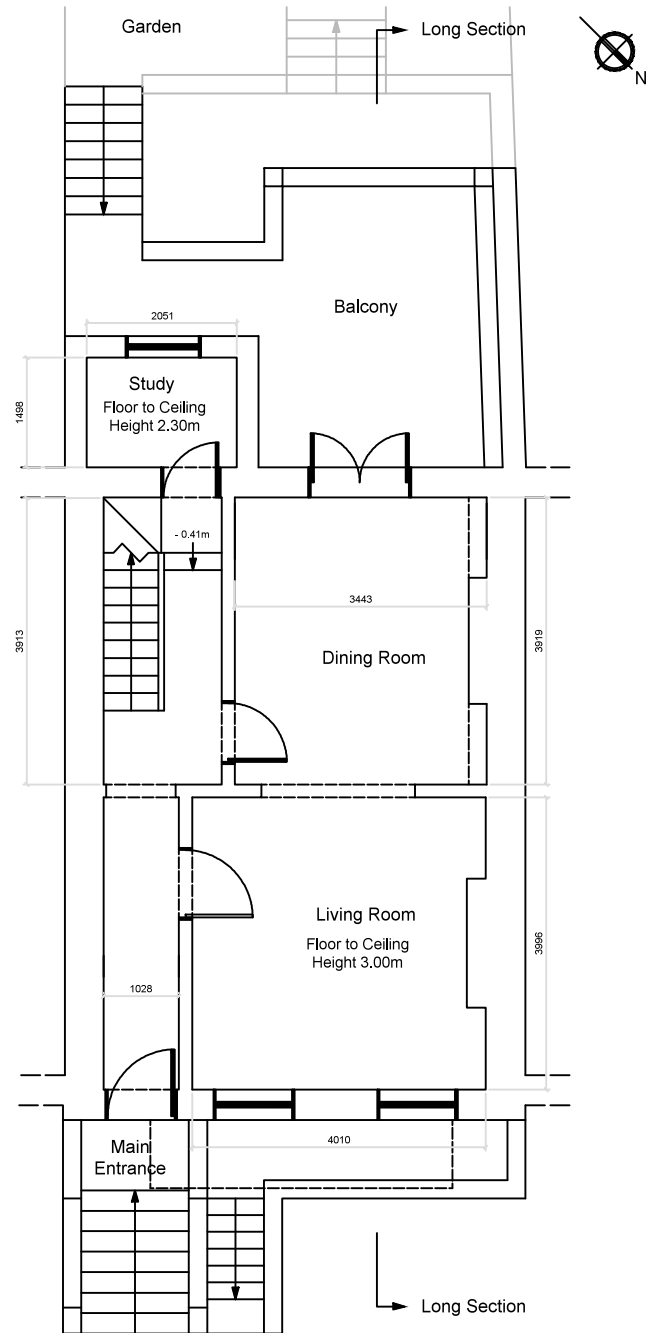 Garden
Long Section
N
Balcony
2051
Study
Floor to Ceiling
Height 2.30m
1498
- 0.41m
3443
3913
3919
Dining Room
Living Room
Floor to Ceiling
Height 3.00m
3996
1028
4010
Main
Entrance
Long Section